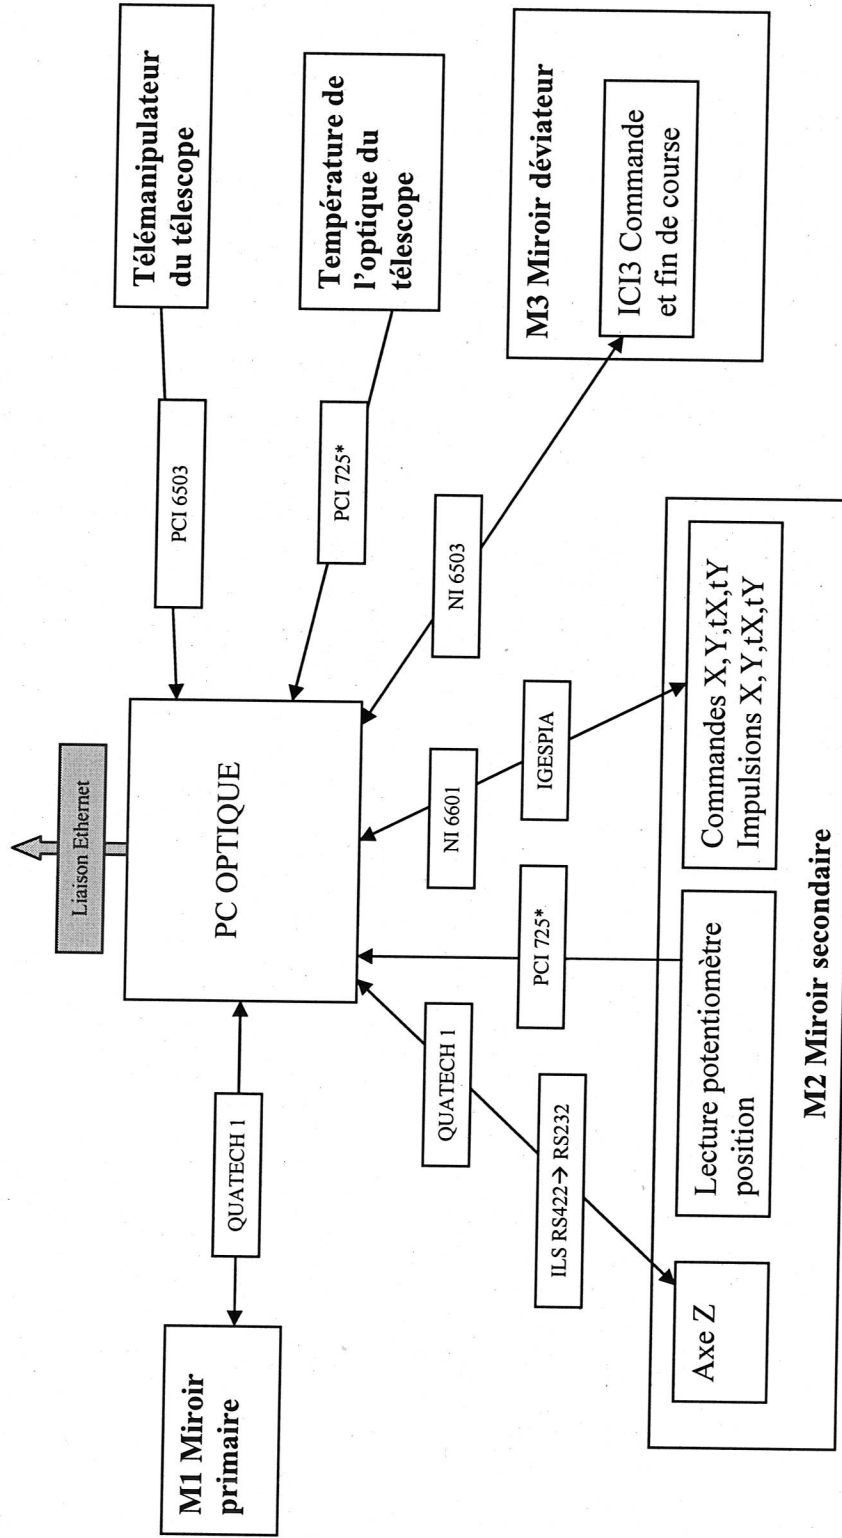 Liaison Ethernet
Télémanipulateur
du télescope
PCI 6503
M1 Miroir
primaire
QUATECH 1
PC OPTIQUE
Température de
l'optique du
télescope
PCI 725*
NI 6503
M3 Miroir déviateur
ICI3 Commande
et fin de course
QUATECH 1
ILS RS422→ RS232
PCI 725*
NI 6601
IGESPIA
Axe Z
Lecture potentiomètre
position
Commandes X,Y,tX,tY
Impulsions X,Y,tX,tY
M2 Miroir secondaire